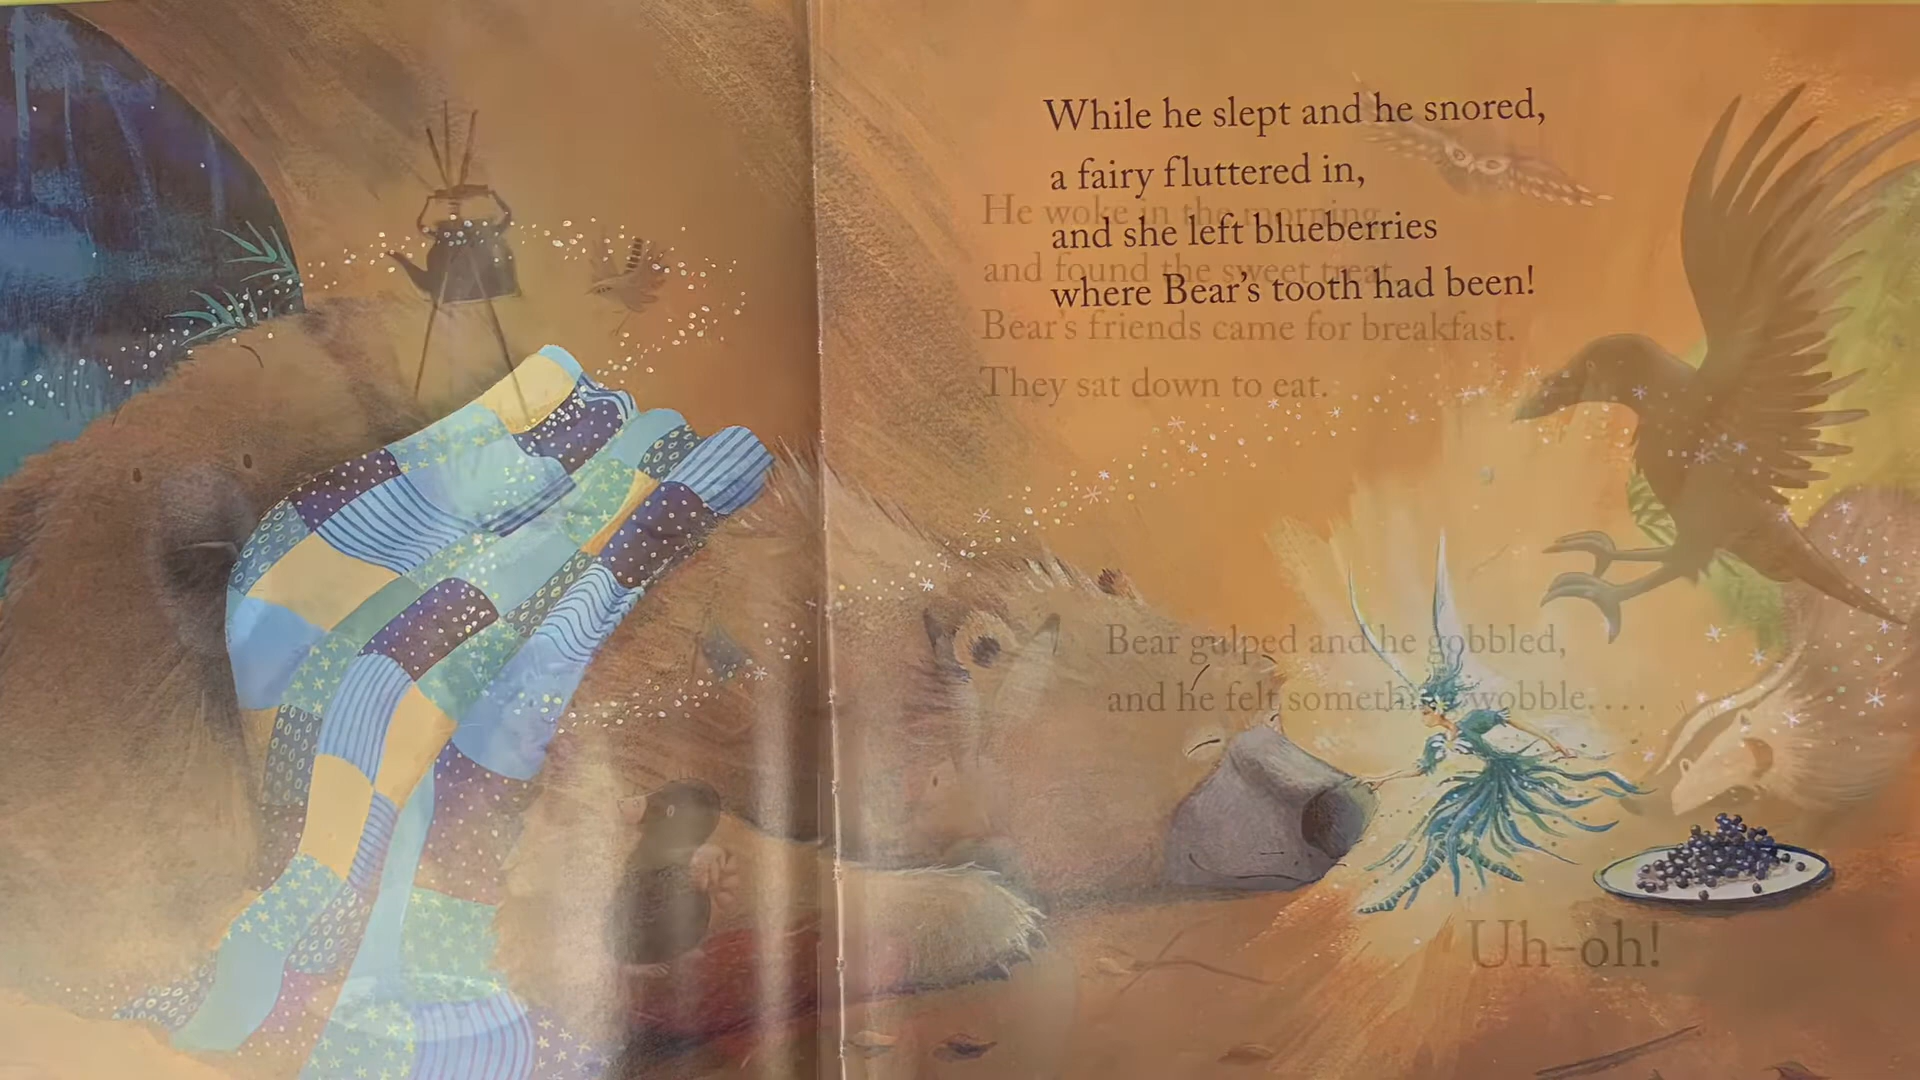 While he slept and he snored,
a fairy fluttered in,
and she left blueberries
where Bear's tooth had been!
He woke in the morning
and found the sweet treat.
Bear's friends came for breakfast.
They sat down to eat.
Bear gulped and he gobbled,
and he felt something wobble. . . .
Uh-oh!